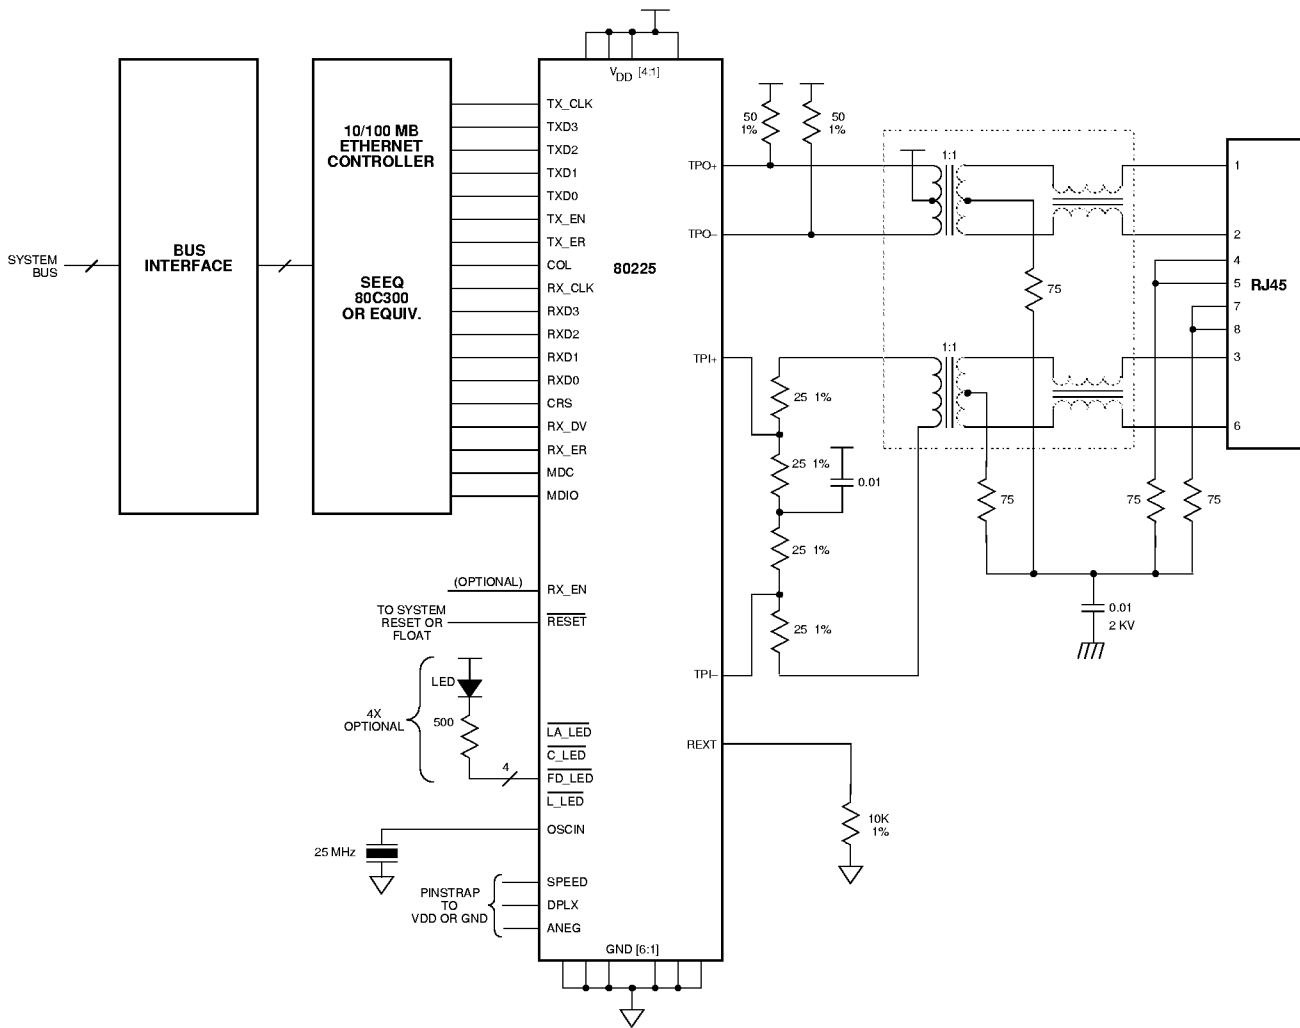 V_DD [4:1]
SYSTEM
BUS
BUS
INTERFACE
10/100 MB
ETHERNET
CONTROLLER
SEEQ
80C300
OR EQUIV.
TX_CLK
TXD3
TXD2
TXD1
TXD0
TX_EN
TX_ER
COL
RX_CLK
RXD3
RXD2
RXD1
RXD0
CRS
RX_DV
RX_ER
MDC
MDIO
80225
(OPTIONAL)
RX_EN
TO SYSTEM
RESET OR
FLOAT
RESET
LED
500
4X
OPTIONAL
4
LA_LED
C_LED
FD_LED
L_LED
OSCIN
25 MHz
PINSTRAP
TO
VDD OR GND
SPEED
DPLX
ANEG
GND [6:1]
TPO+
TPO–
TPI+
TPI–
REXT
50
1%
50
1%
1:1
75
1:1
25 1%
25 1%
0.01
25 1%
25 1%
75
75
75
0.01
2 KV
10K
1%
1
2
4
5
7
8
3
6
RJ45